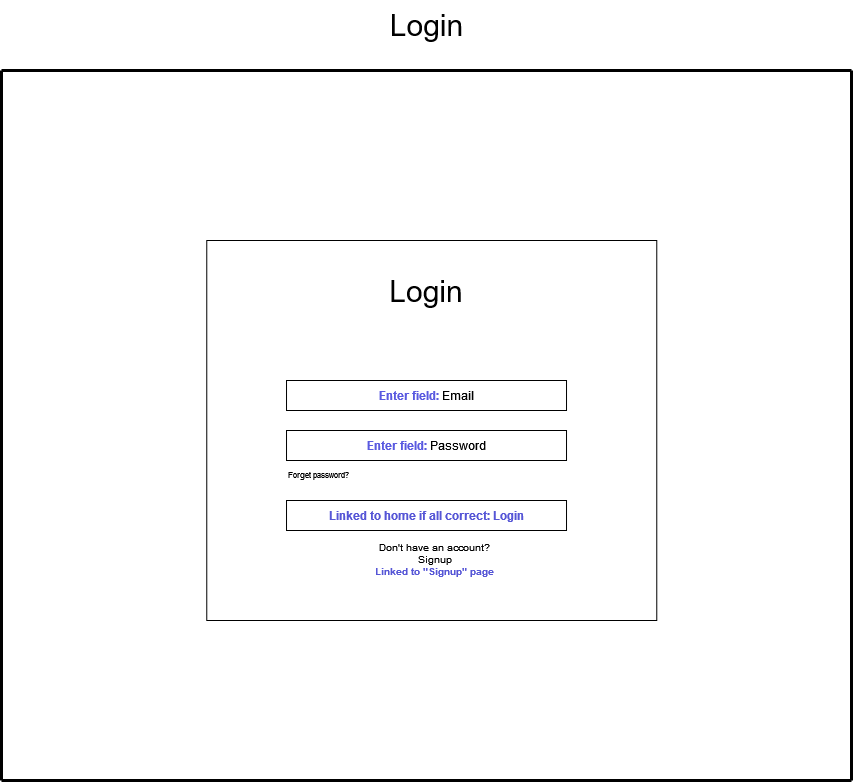 Login
Login
Enter field: Email
Enter field: Password
Forget password?
Linked to home if all correct: Login
Don't have an account?
Signup
Linked to "Signup" page